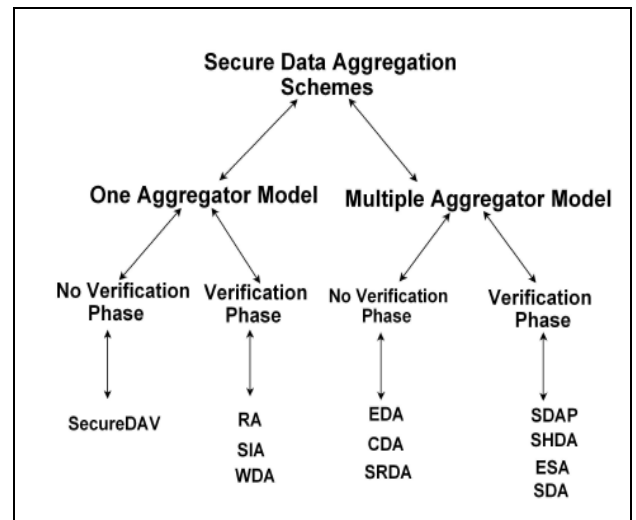 Secure Data Aggregation
Schemes
One Aggregator Model
Multiple Aggregator Model
No Verification
Phase
Verification
Phase
No Verification
Phase
Verification
Phase
SecureDAV
RA
SIA
WDA
EDA
CDA
SRDA
SDAP
SHDA
ESA
SDA